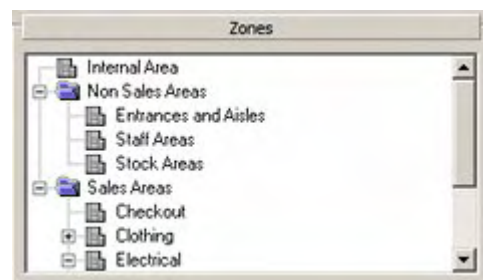 Zones
Internal Area
Non Sales Areas
Entrances and Aisles
Staff Areas
Stock Areas
Sales Areas
Checkout
Clothing
Electrical